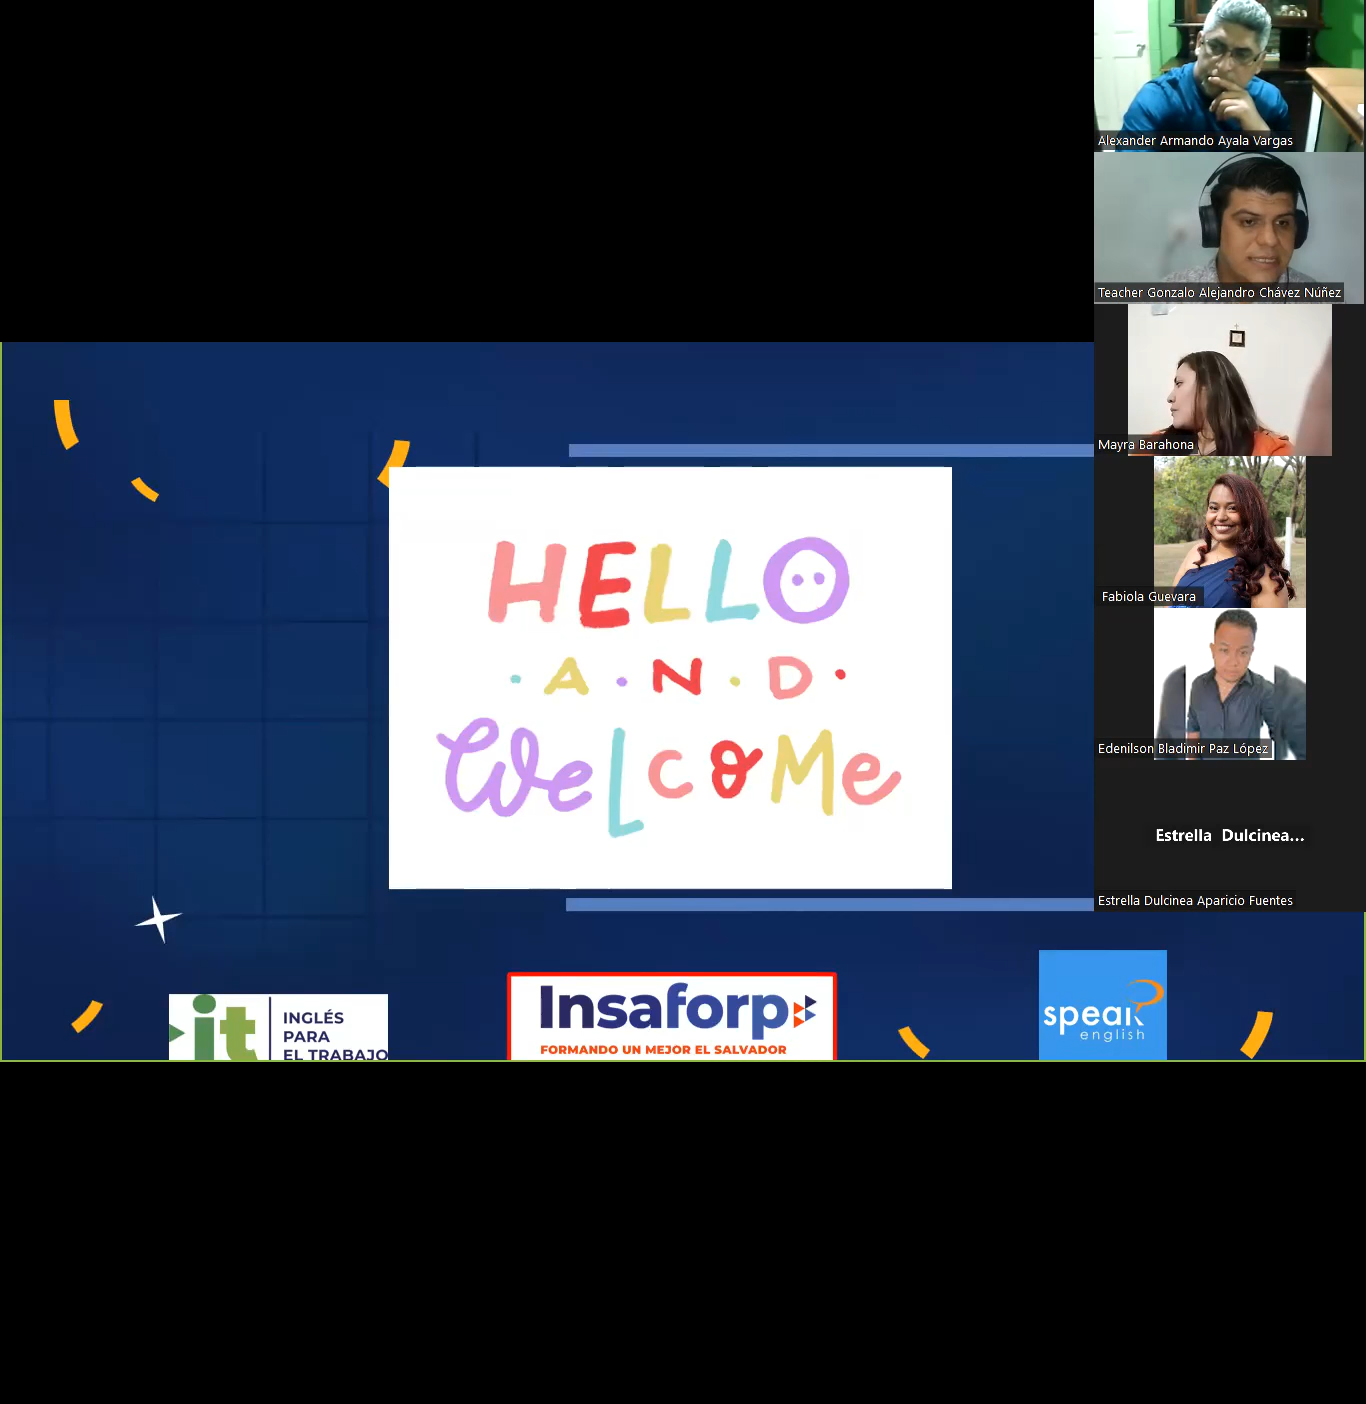 Alexander Armando Ayala Vargas
Teacher Gonzalo Alejandro Chávez Núñez
Mayra Barahona
Fabiola Guevara
Edenilson Bladimir Paz López
Estrella Dulcinea...
Estrella Dulcinea Aparicio Fuentes
HELLO
·A·N·D·
WeLcOMe
it
INGLÉS
PARA
EL TRABAJO
Insaforp
FORMANDO UN MEJOR EL SALVADOR
speak
english